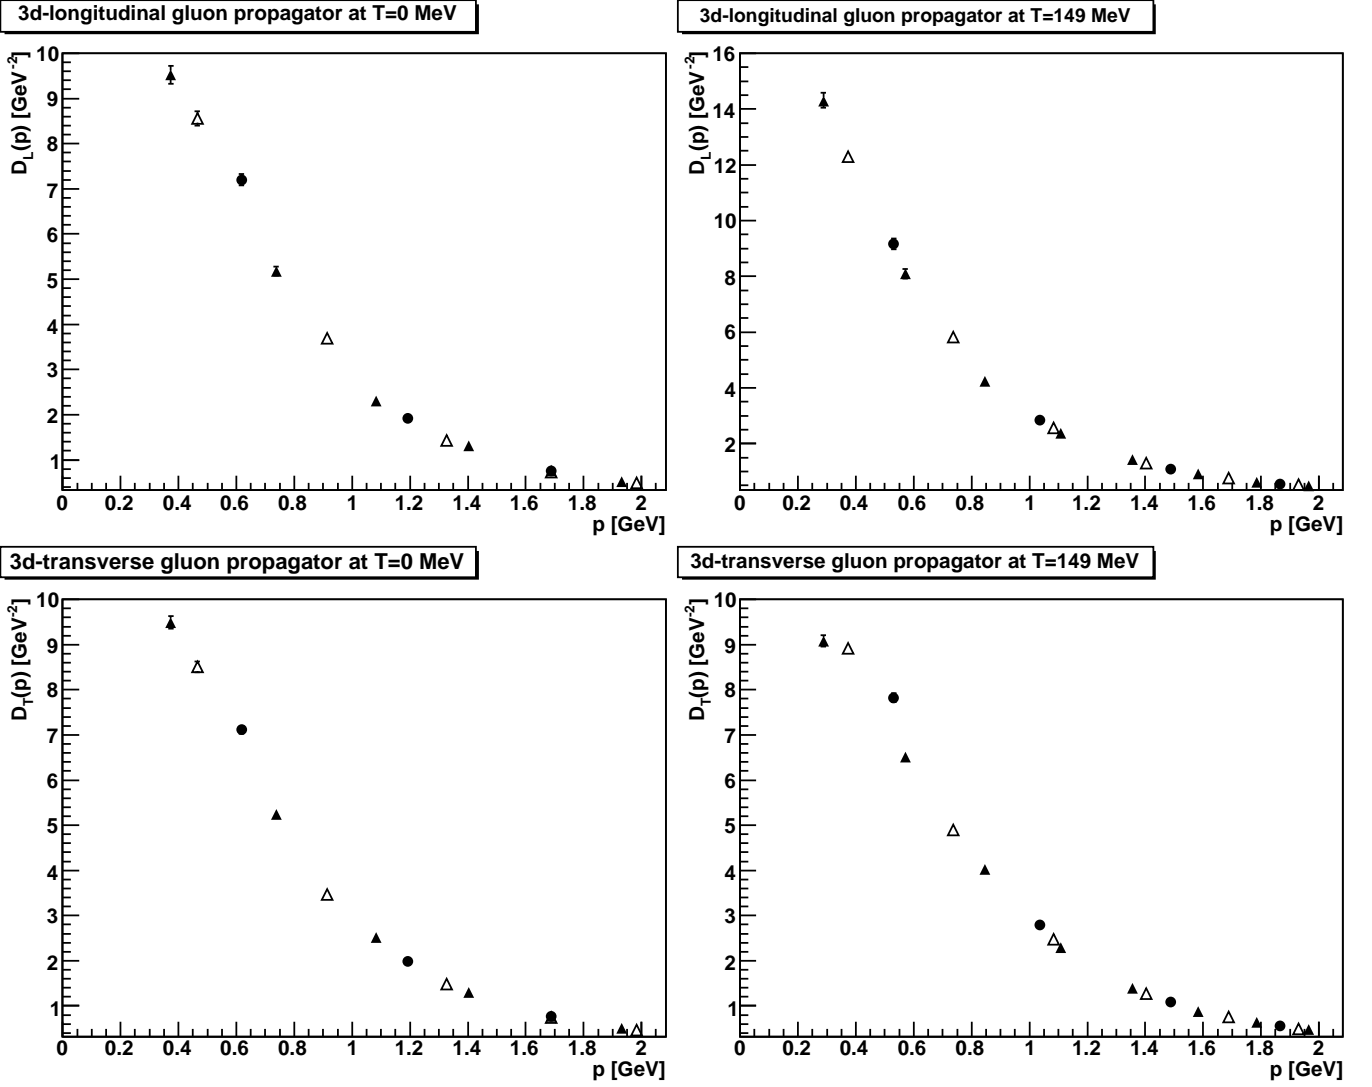 3d-longitudinal gluon propagator at T=0 MeV
D_L(p) [GeV^-2]
10
9
8
7
6
5
4
3
2
1
0 0.2 0.4 0.6 0.8 1 1.2 1.4 1.6 1.8 2
p [GeV]
3d-longitudinal gluon propagator at T=149 MeV
D_L(p) [GeV^-2]
16
14
12
10
8
6
4
2
0 0.2 0.4 0.6 0.8 1 1.2 1.4 1.6 1.8 2
p [GeV]
3d-transverse gluon propagator at T=0 MeV
D_T(p) [GeV^-2]
10
9
8
7
6
5
4
3
2
1
0 0.2 0.4 0.6 0.8 1 1.2 1.4 1.6 1.8 2
p [GeV]
3d-transverse gluon propagator at T=149 MeV
D_T(p) [GeV^-2]
10
9
8
7
6
5
4
3
2
1
0 0.2 0.4 0.6 0.8 1 1.2 1.4 1.6 1.8 2
p [GeV]